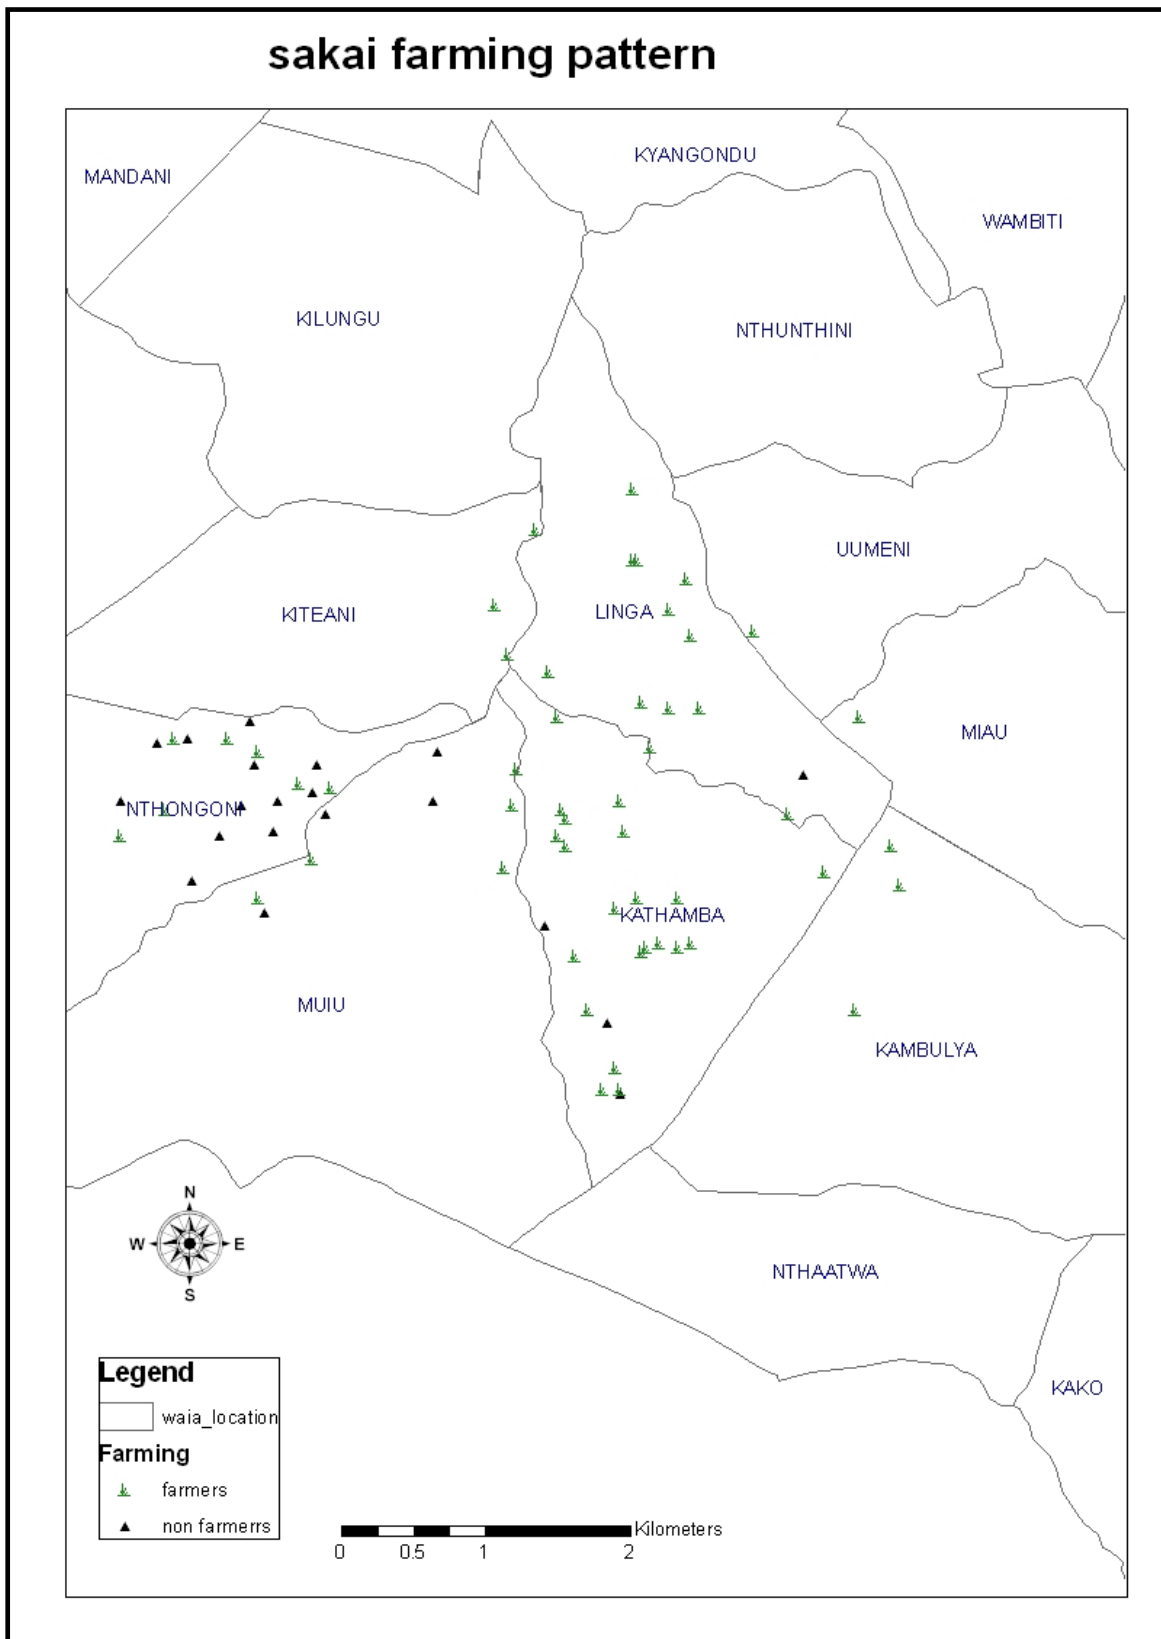 sakai farming pattern
KYANGONDU
MANDANI
WAMBITI
KILUNGU
NTHUNTHINI
UUMENI
LINGA
KITEANI
MIAU
NTHONGONI
KATHAMBA
MUIU
KAMBULYA
N
W E
S
NTHAATWA
KAKO
Legend
waia_location
Farming
farmers
non farmerrs
Kilometers
0 0.5 1 2